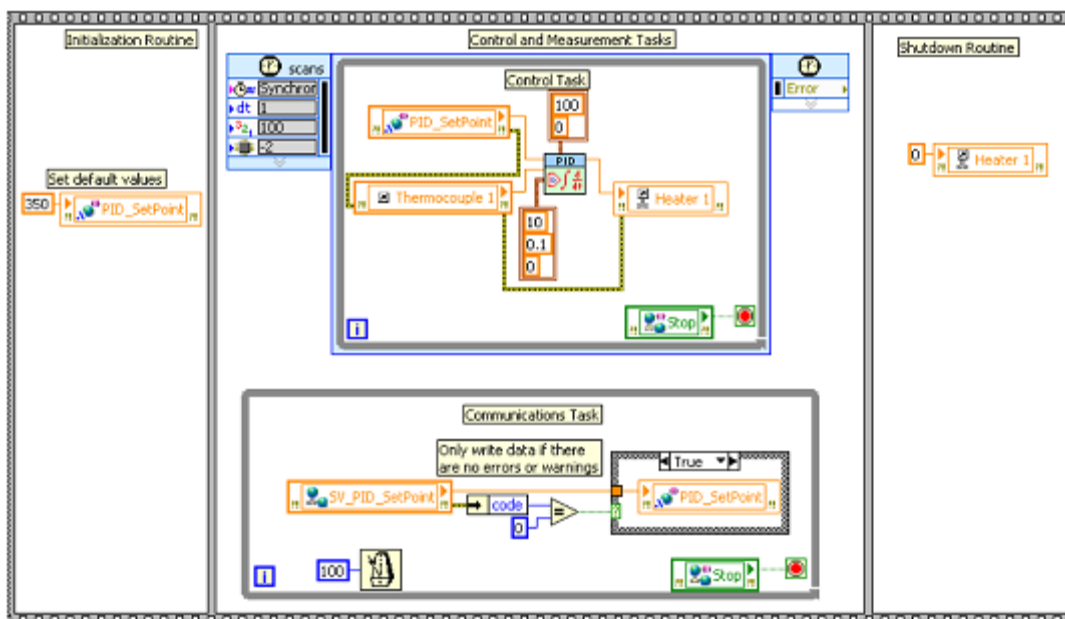 Initialization Routine
Set default values
350
PID_SetPoint
Control and Measurement Tasks
scans
Synchror
dt
1
100
-2
Error
Control Task
PID_SetPoint
100
0
PID
Thermocouple 1
Heater 1
10
0.1
0
Stop
i
Communications Task
Only write data if there
are no errors or warnings
True
SV_PID_SetPoint
code
0
=
PID_SetPoint
?
i
100
Stop
Shutdown Routine
0
Heater 1